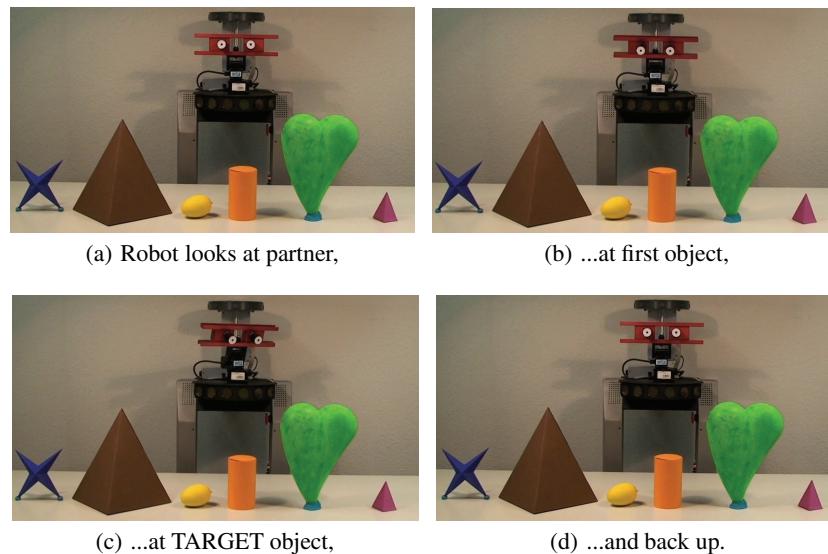 (a) Robot looks at partner,
(b) ...at first object,
(c) ...at TARGET object,
(d) ...and back up.